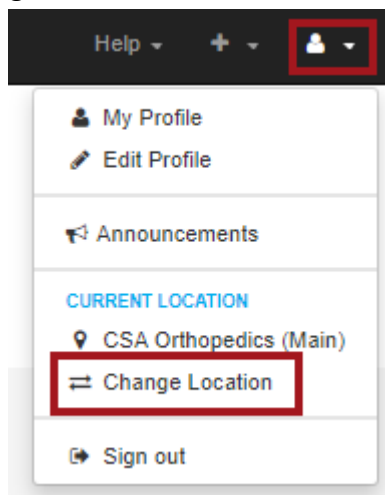 Help
My Profile
Edit Profile
Announcements
CURRENT LOCATION
CSA Orthopedics (Main)
Change Location
Sign out